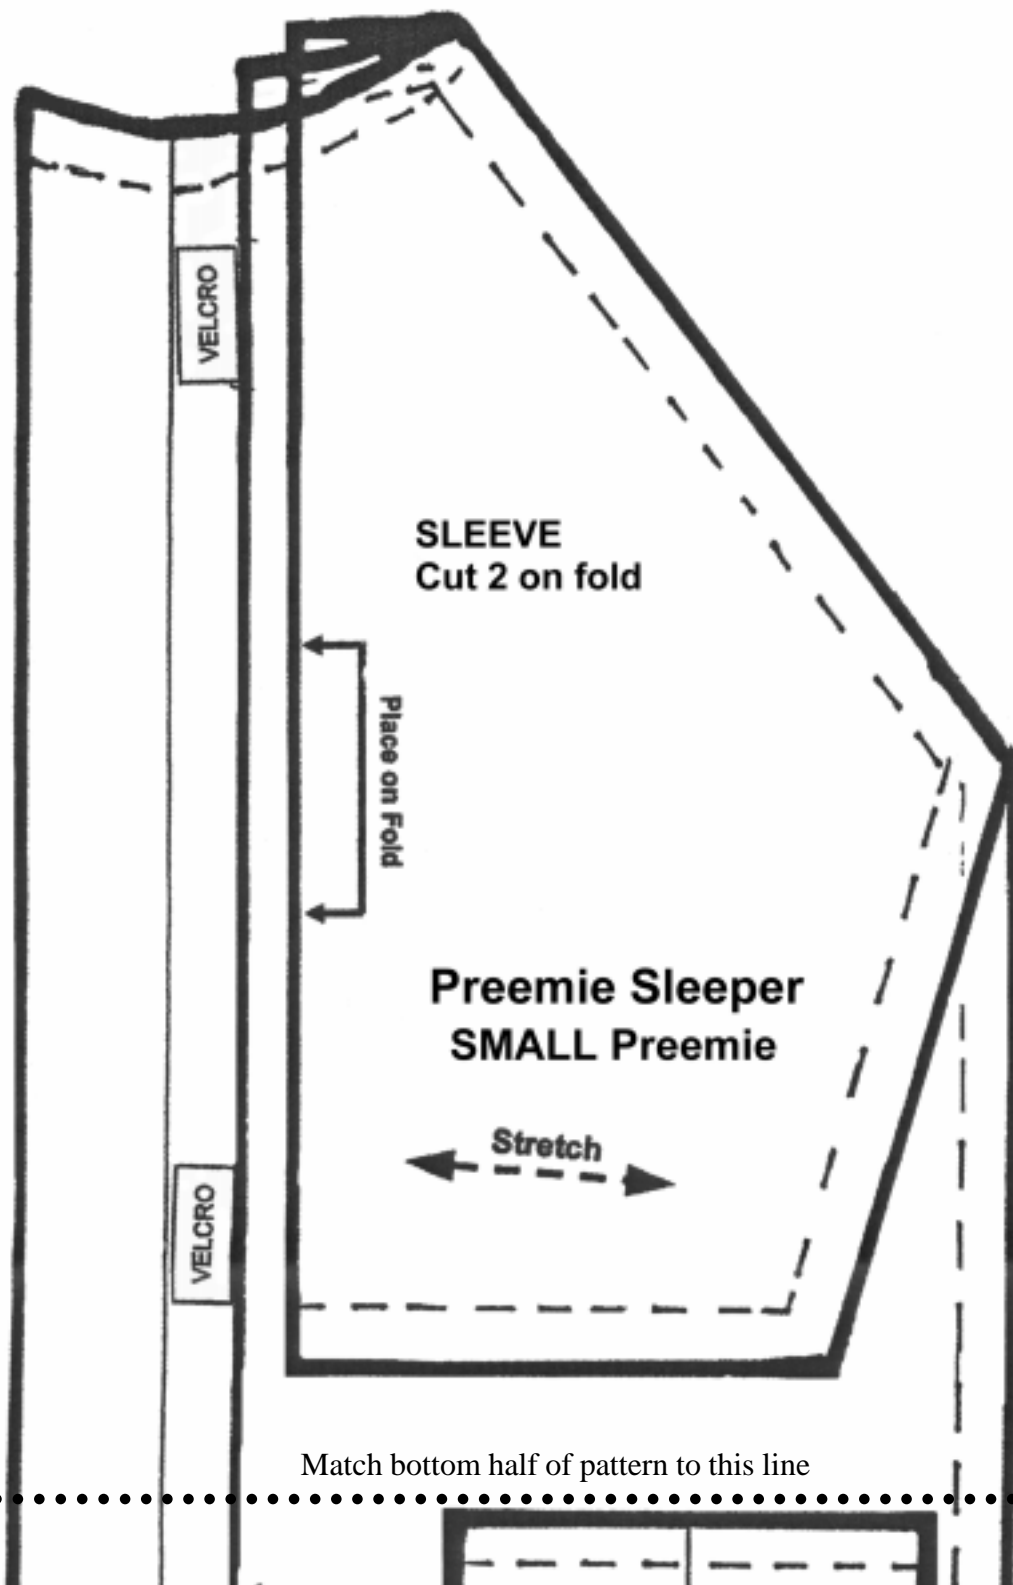 VELCRO
SLEEVE
Cut 2 on fold
Place on Fold
Preemie Sleeper
SMALL Preemie
Stretch
VELCRO
Match bottom half of pattern to this line